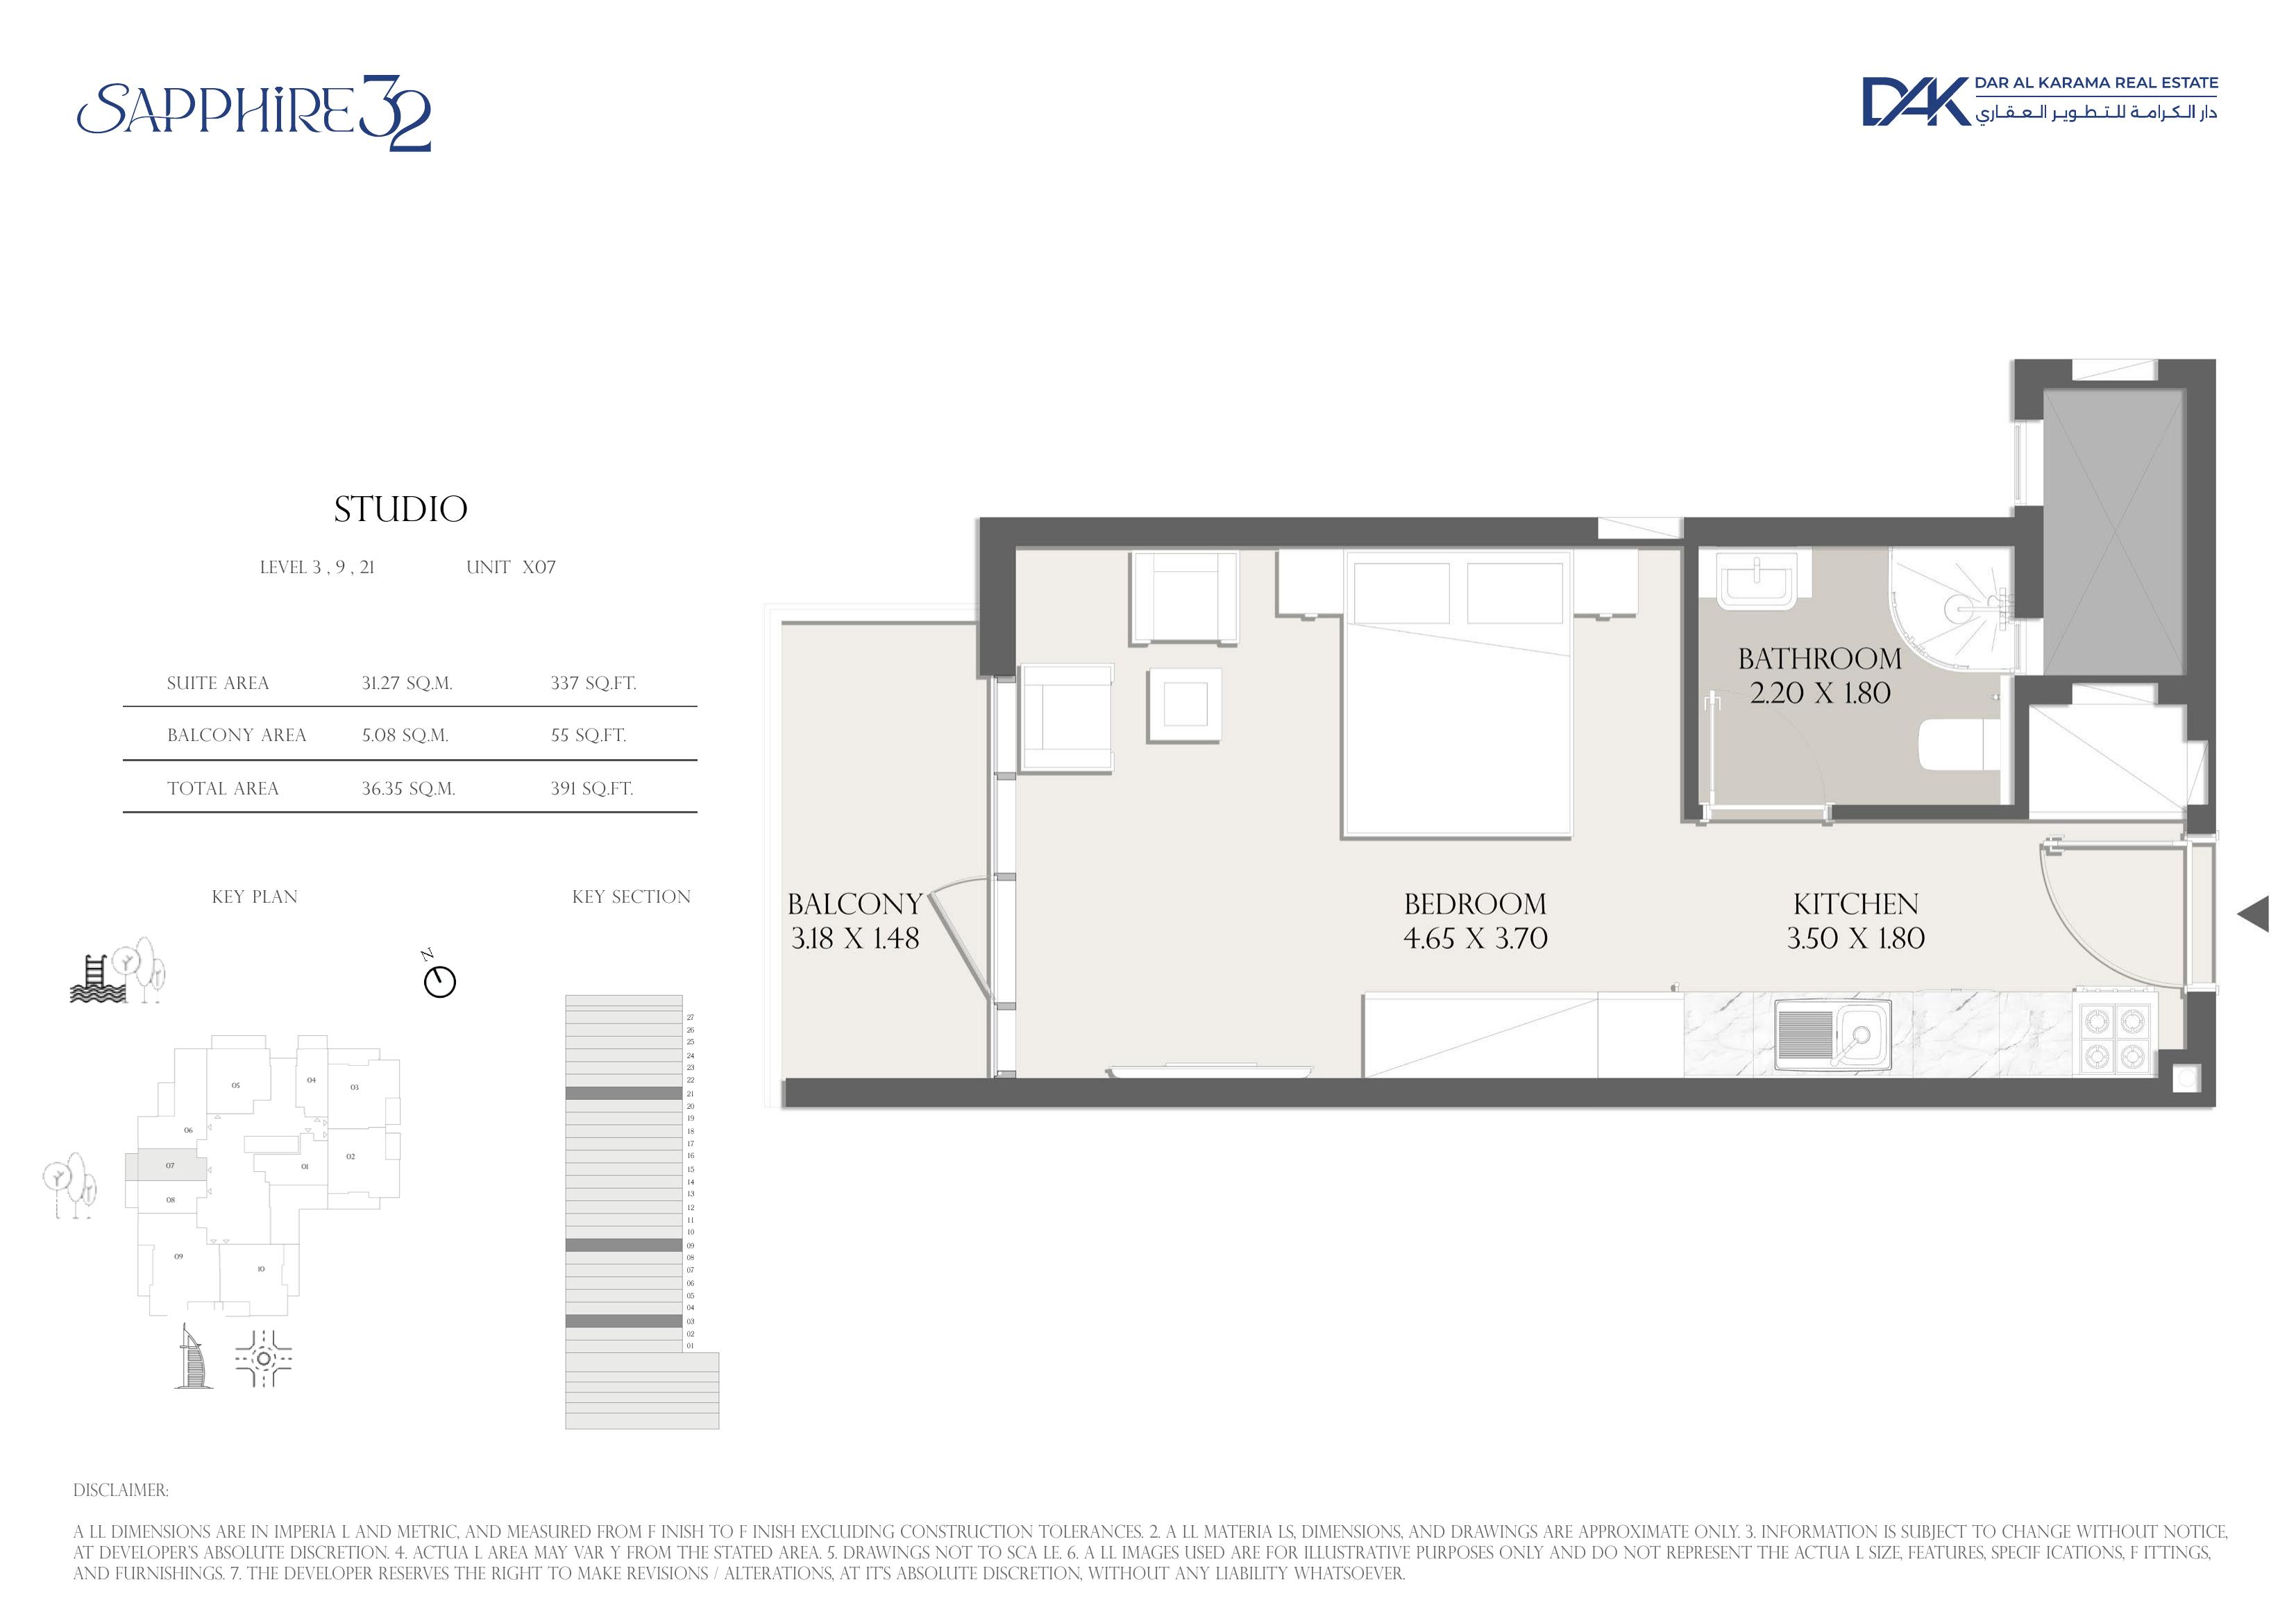 SAPPHIRE 32
DAK DAR AL KARAMA REAL ESTATE
دار الكرامة للتطوير العقاري
STUDIO
LEVEL 3 , 9 , 21 UNIT X07
SUITE AREA 31.27 SQ.M. 337 SQ.FT.
BALCONY AREA 5.08 SQ.M. 55 SQ.FT.
TOTAL AREA 36.35 SQ.M. 391 SQ.FT.
KEY PLAN
KEY SECTION
N
05
04
03
06
02
07
01
08
09
10
27
26
25
24
23
22
21
20
19
18
17
16
15
14
13
12
11
10
09
08
07
06
05
04
03
02
01
BATHROOM
2.20 X 1.80
BALCONY
3.18 X 1.48
BEDROOM
4.65 X 3.70
KITCHEN
3.50 X 1.80
DISCLAIMER:
A LL DIMENSIONS ARE IN IMPERIA L AND METRIC, AND MEASURED FROM F INISH TO F INISH EXCLUDING CONSTRUCTION TOLERANCES. 2. A LL MATERIA LS, DIMENSIONS, AND DRAWINGS ARE APPROXIMATE ONLY. 3. INFORMATION IS SUBJECT TO CHANGE WITHOUT NOTICE,
AT DEVELOPER'S ABSOLUTE DISCRETION. 4. ACTUA L AREA MAY VAR Y FROM THE STATED AREA. 5. DRAWINGS NOT TO SCA LE. 6. A LL IMAGES USED ARE FOR ILLUSTRATIVE PURPOSES ONLY AND DO NOT REPRESENT THE ACTUA L SIZE, FEATURES, SPECIF ICATIONS, F ITTINGS,
AND FURNISHINGS. 7. THE DEVELOPER RESERVES THE RIGHT TO MAKE REVISIONS / ALTERATIONS, AT IT'S ABSOLUTE DISCRETION, WITHOUT ANY LIABILITY WHATSOEVER.